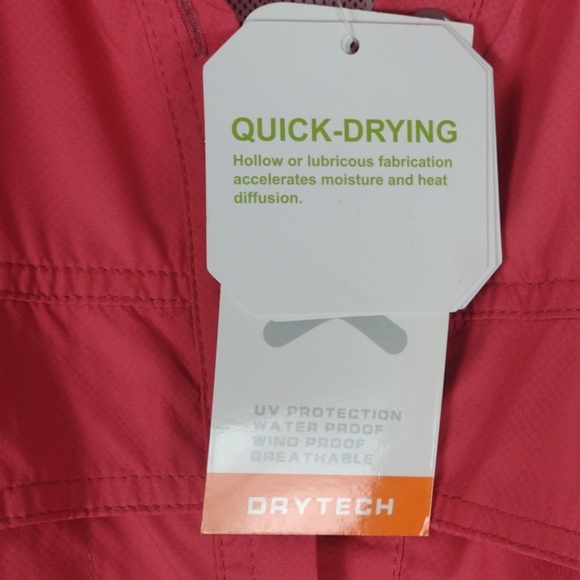 QUICK-DRYING
Hollow or lubricous fabrication
accelerates moisture and heat
diffusion.
UV PROTECTION
WATER PROOF
WIND PROOF
BREATHABLE
DRYTECH